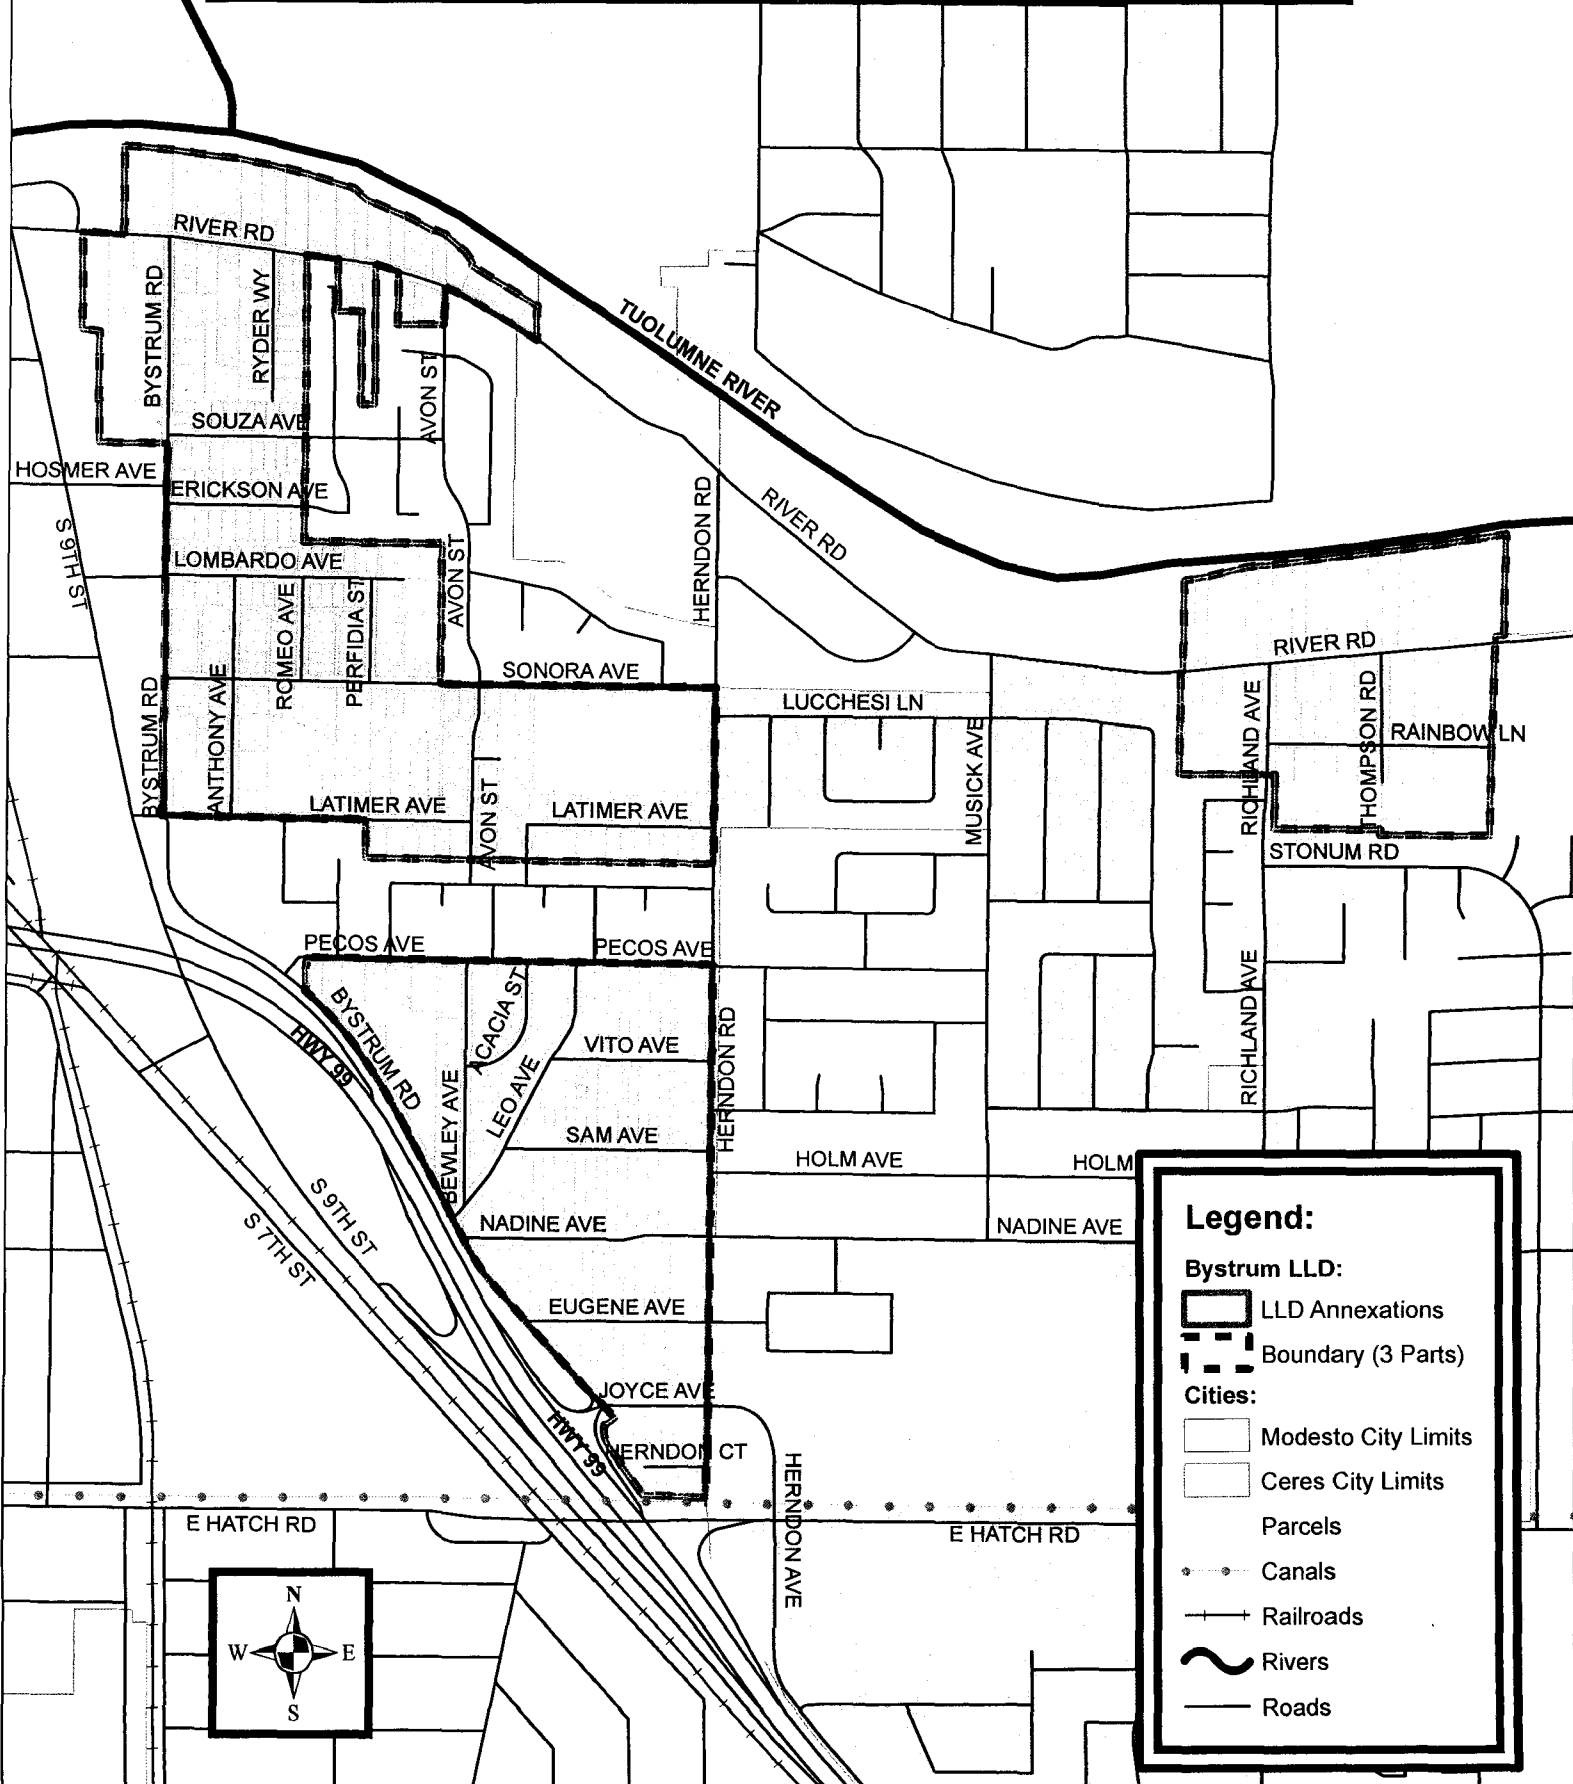 RIVER RD
BYSTRUM RD
RYDER WY
AVON ST
SOUZA AVE
HOSMER AVE
ERICKSON AVE
S 9TH ST
LOMBARDO AVE
AVON ST
ROMEO AVE
PERFIDIA ST
ANTHONY AVE
BYSTRUM RD
SONORA AVE
LATIMER AVE
AVON ST
LATIMER AVE
TUOLUMNE RIVER
HERNDON RD
RIVER RD
LUCCHESI LN
MUSICK AVE
RIVER RD
RICHLAND AVE
THOMPSON RD
RAINBOW LN
STONUM RD
PECOS AVE
PECOS AVE
BYSTRUM RD
HWY 99
ACACIA ST
LEO AVE
BEWLEY AVE
VITO AVE
HERNDON RD
SAM AVE
RICHLAND AVE
HOLM AVE
HOLM
NADINE AVE
NADINE AVE
S 9TH ST
S 7TH ST
EUGENE AVE
JOYCE AVE
HWY 99
HERNDON CT
HERNDON AVE
E HATCH RD
E HATCH RD
N
W E
S
Legend:
Bystrum LLD:
LLD Annexations
Boundary (3 Parts)
Cities:
Modesto City Limits
Ceres City Limits
Parcels
Canals
Railroads
Rivers
Roads